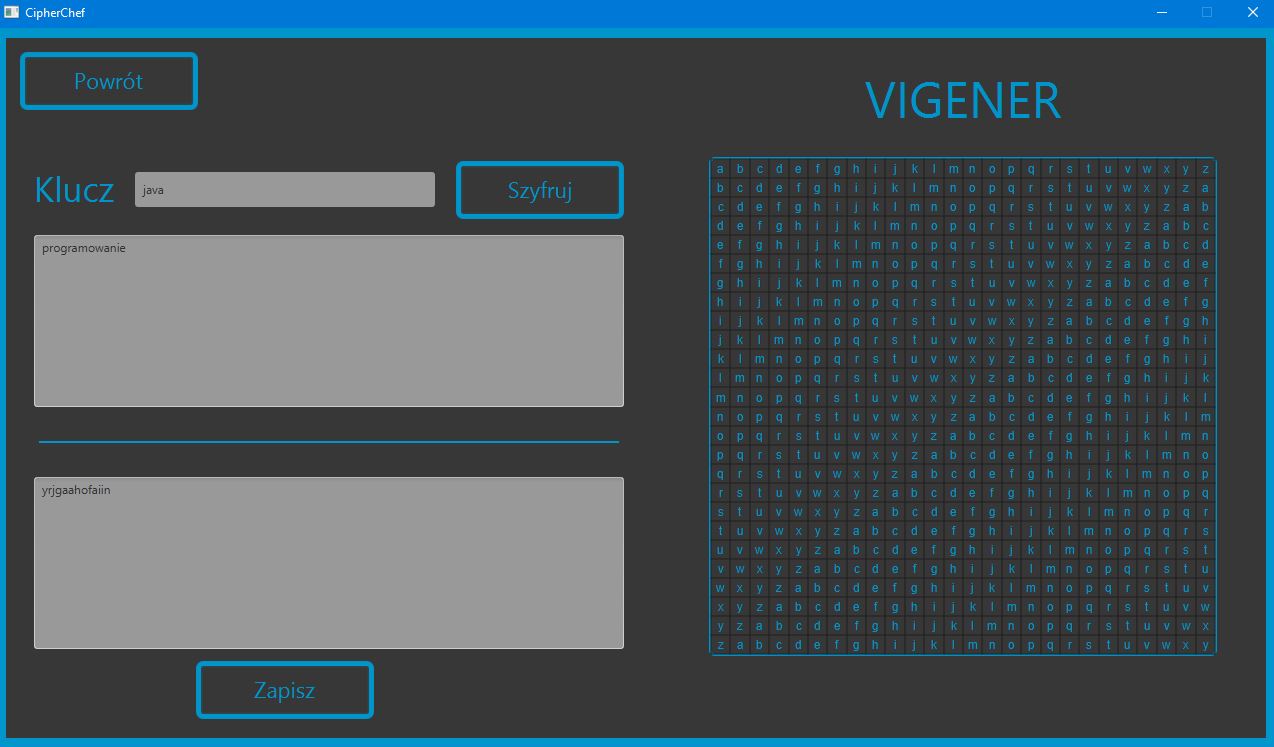 CipherChef
Powrót
VIGENER
Klucz
java
Szyfruj
programowanie
yrjgaahofaiin
Zapisz
a b c d e f g h i j k l m n o p q r s t u v w x y z
b c d e f g h i j k l m n o p q r s t u v w x y z a
c d e f g h i j k l m n o p q r s t u v w x y z a b
d e f g h i j k l m n o p q r s t u v w x y z a b c
e f g h i j k l m n o p q r s t u v w x y z a b c d
f g h i j k l m n o p q r s t u v w x y z a b c d e
g h i j k l m n o p q r s t u v w x y z a b c d e f
h i j k l m n o p q r s t u v w x y z a b c d e f g
i j k l m n o p q r s t u v w x y z a b c d e f g h
j k l m n o p q r s t u v w x y z a b c d e f g h i
k l m n o p q r s t u v w x y z a b c d e f g h i j
l m n o p q r s t u v w x y z a b c d e f g h i j k
m n o p q r s t u v w x y z a b c d e f g h i j k l
n o p q r s t u v w x y z a b c d e f g h i j k l m
o p q r s t u v w x y z a b c d e f g h i j k l m n
p q r s t u v w x y z a b c d e f g h i j k l m n o
q r s t u v w x y z a b c d e f g h i j k l m n o p
r s t u v w x y z a b c d e f g h i j k l m n o p q
s t u v w x y z a b c d e f g h i j k l m n o p q r
t u v w x y z a b c d e f g h i j k l m n o p q r s
u v w x y z a b c d e f g h i j k l m n o p q r s t
v w x y z a b c d e f g h i j k l m n o p q r s t u
w x y z a b c d e f g h i j k l m n o p q r s t u v
x y z a b c d e f g h i j k l m n o p q r s t u v w
y z a b c d e f g h i j k l m n o p q r s t u v w x
z a b c d e f g h i j k l m n o p q r s t u v w x y